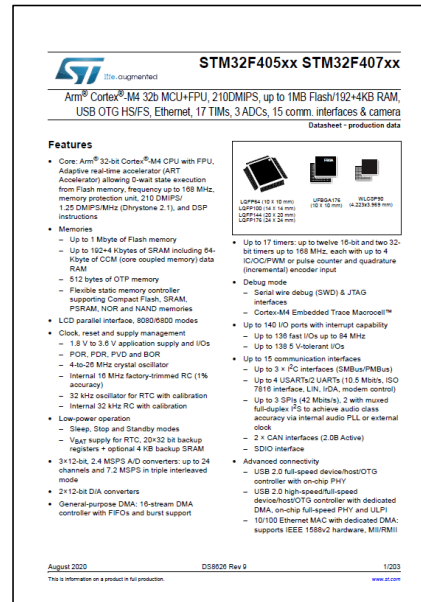 ST
life.augmented
STM32F405xx STM32F407xx
Arm® Cortex®-M4 32b MCU+FPU, 210DMIPS, up to 1MB Flash/192+4KB RAM,
USB OTG HS/FS, Ethernet, 17 TIMs, 3 ADCs, 15 comm. interfaces & camera
Datasheet - production data
Features
• Core: Arm® 32-bit Cortex®-M4 CPU with FPU,
Adaptive real-time accelerator (ART
Accelerator) allowing 0-wait state execution
from Flash memory, frequency up to 168 MHz,
memory protection unit, 210 DMIPS/
1.25 DMIPS/MHz (Dhrystone 2.1), and DSP
instructions
• Memories
– Up to 1 Mbyte of Flash memory
– Up to 192+4 Kbytes of SRAM including 64-
Kbyte of CCM (core coupled memory) data
RAM
– 512 bytes of OTP memory
– Flexible static memory controller
supporting Compact Flash, SRAM,
PSRAM, NOR and NAND memories
• LCD parallel interface, 8080/6800 modes
• Clock, reset and supply management
– 1.8 V to 3.6 V application supply and I/Os
– POR, PDR, PVD and BOR
– 4-to-26 MHz crystal oscillator
– Internal 16 MHz factory-trimmed RC (1%
accuracy)
– 32 kHz oscillator for RTC with calibration
– Internal 32 kHz RC with calibration
• Low-power operation
– Sleep, Stop and Standby modes
– VBAT supply for RTC, 20×32 bit backup
registers + optional 4 KB backup SRAM
• 3×12-bit, 2.4 MSPS A/D converters: up to 24
channels and 7.2 MSPS in triple interleaved
mode
• 2×12-bit D/A converters
• General-purpose DMA: 16-stream DMA
controller with FIFOs and burst support
FBGA
LQFP64 (10 × 10 mm)
LQFP100 (14 × 14 mm)
LQFP144 (20 × 20 mm)
LQFP176 (24 × 24 mm)
UFBGA176
(10 × 10 mm)
WLCSP90
(4.223x3.969 mm)
• Up to 17 timers: up to twelve 16-bit and two 32-
bit timers up to 168 MHz, each with up to 4
IC/OC/PWM or pulse counter and quadrature
(incremental) encoder input
• Debug mode
– Serial wire debug (SWD) & JTAG
interfaces
– Cortex-M4 Embedded Trace Macrocell™
• Up to 140 I/O ports with interrupt capability
– Up to 136 fast I/Os up to 84 MHz
– Up to 138 5 V-tolerant I/Os
• Up to 15 communication interfaces
– Up to 3 × I²C interfaces (SMBus/PMBus)
– Up to 4 USARTs/2 UARTs (10.5 Mbit/s, ISO
7816 interface, LIN, IrDA, modem control)
– Up to 3 SPIs (42 Mbits/s), 2 with muxed
full-duplex I²S to achieve audio class
accuracy via internal audio PLL or external
clock
– 2 × CAN interfaces (2.0B Active)
– SDIO interface
• Advanced connectivity
– USB 2.0 full-speed device/host/OTG
controller with on-chip PHY
– USB 2.0 high-speed/full-speed
device/host/OTG controller with dedicated
DMA, on-chip full-speed PHY and ULPI
– 10/100 Ethernet MAC with dedicated DMA:
supports IEEE 1588v2 hardware, MII/RMII
August 2020
DS8626 Rev 9
1/203
This is information on a product in full production.
www.st.com